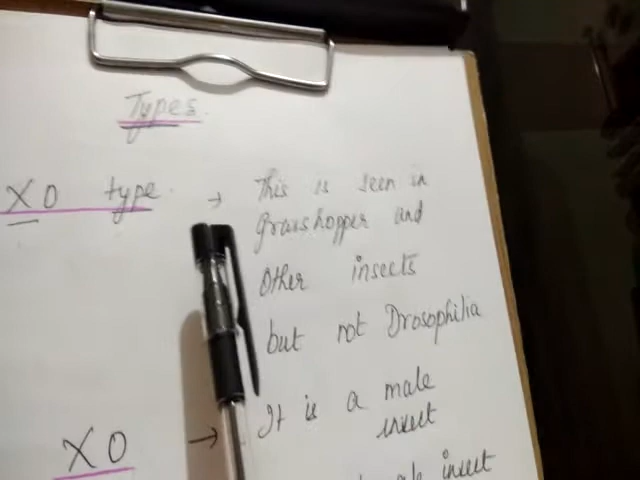 Types
XO type → This is seen in
Grasshopper and
Other insects
but not Drosophilia
XO → It is a male
insect
insect